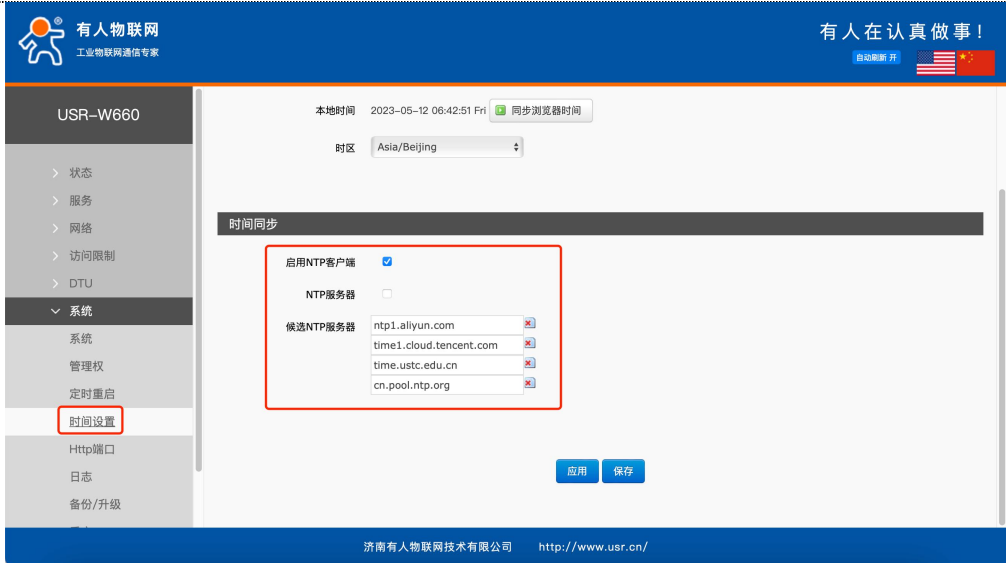 有人物联网
®
工业物联网通信专家
有人在认真做事!
自动刷新 开
USR-W660
状态
服务
网络
访问限制
DTU
系统
系统
管理权
定时重启
时间设置
Http端口
日志
备份/升级
本地时间 2023-05-12 06:42:51 Fri 同步浏览器时间
时区 Asia/Beijing
时间同步
启用NTP客户端
NTP服务器
候选NTP服务器 ntp1.aliyun.com
time1.cloud.tencent.com
time.ustc.edu.cn
cn.pool.ntp.org
应用 保存
济南有人物联网技术有限公司 http://www.usr.cn/